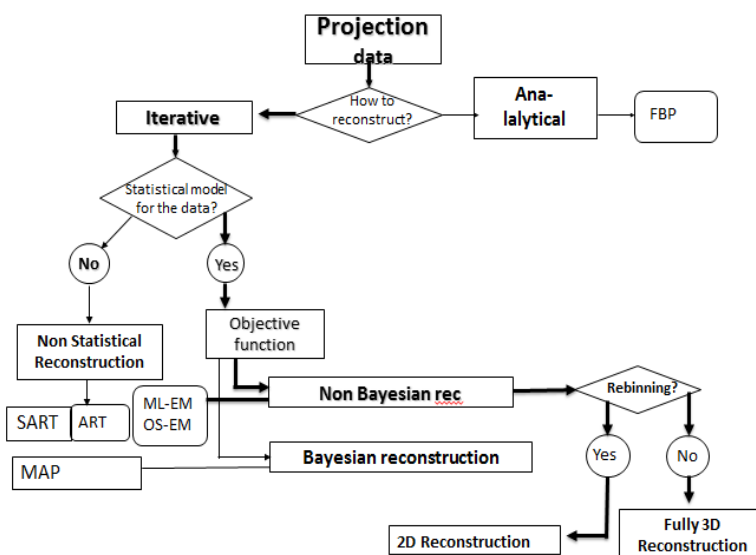 Projection
data
How to
reconstruct?
Ana-
lalytical
FBP
Iterative
Statistical model
for the data?
No
Yes
Non Statistical
Reconstruction
Objective
function
SART
ART
ML-EM
OS-EM
Non Bayesian rec
Rebinning?
MAP
Bayesian reconstruction
Yes
No
2D Reconstruction
Fully 3D
Reconstruction